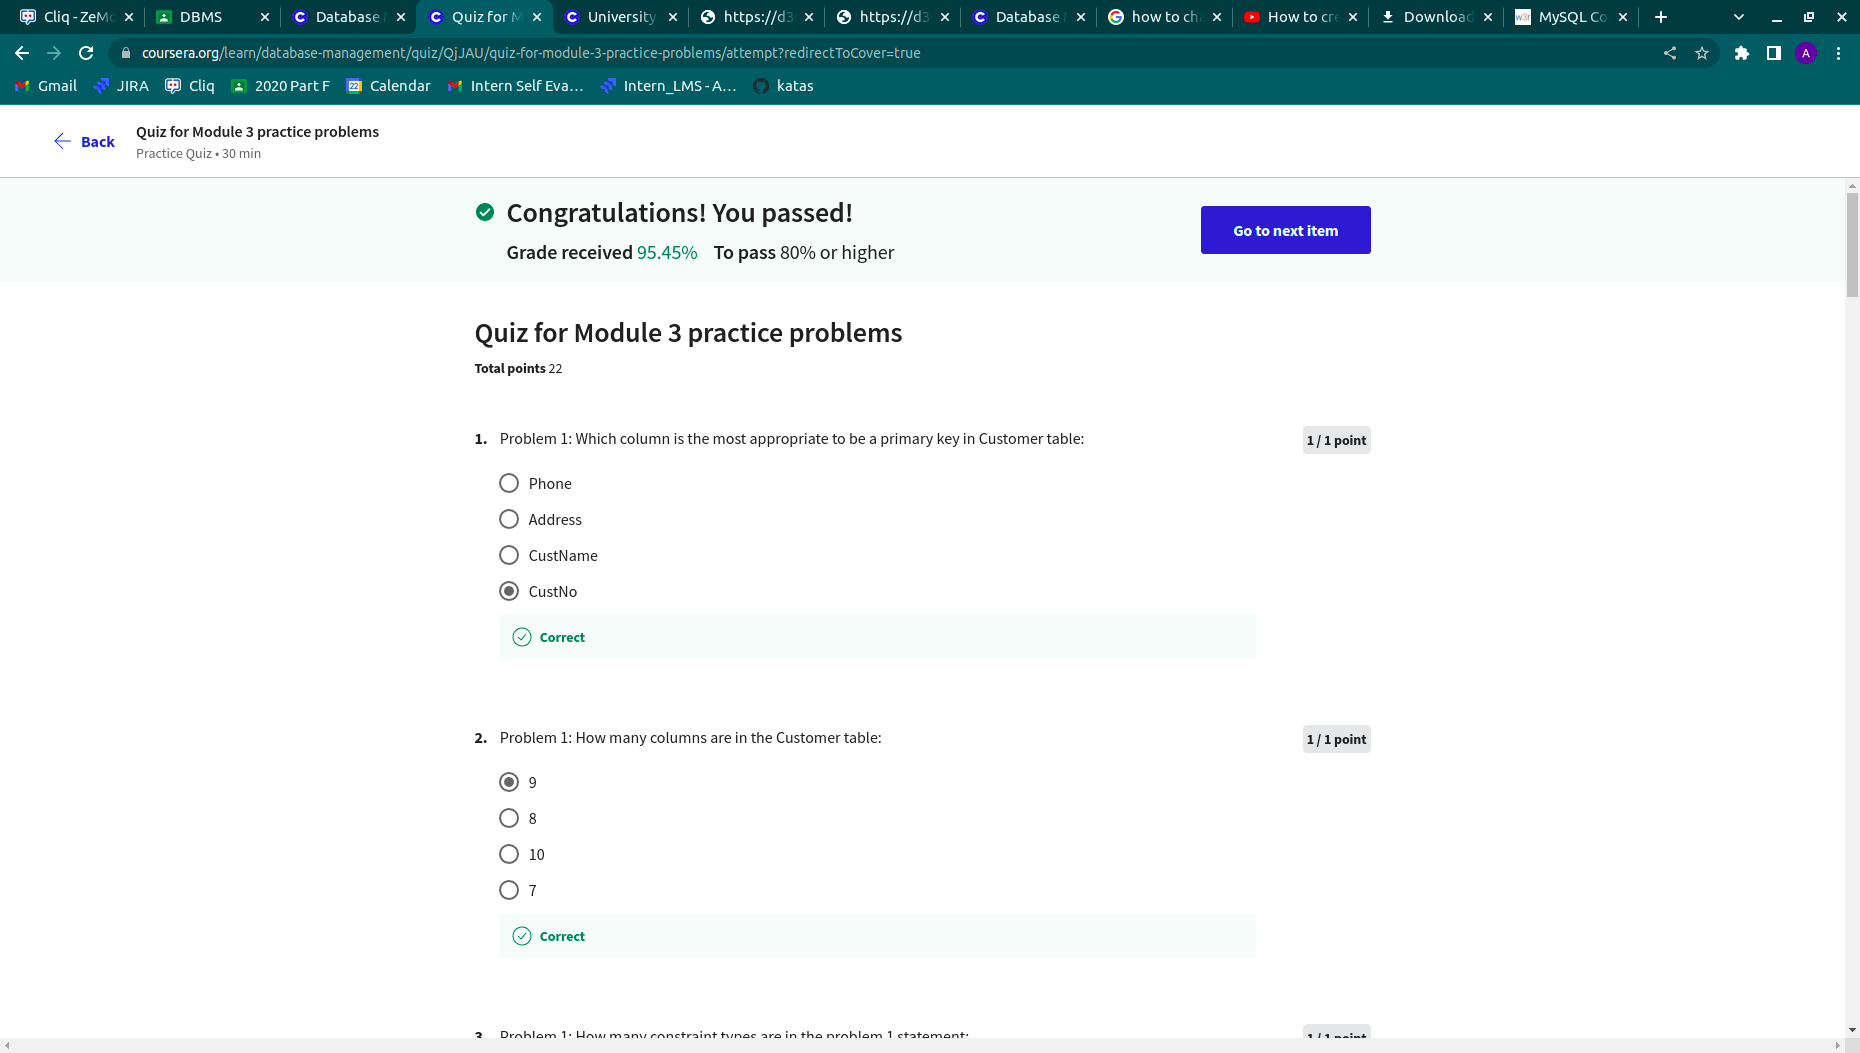 Cliq - ZeMo
DBMS
Database M
Quiz for M
University
https://d3
https://d3
Database M
how to cha
How to cre
Download
MySQL Co
coursera.org/learn/database-management/quiz/QjJAU/quiz-for-module-3-practice-problems/attempt?redirectToCover=true
A
Gmail
JIRA
Cliq
2020 Part F
Calendar
Intern Self Eva...
Intern_LMS - A...
katas
Back
Quiz for Module 3 practice problems
Practice Quiz • 30 min
Congratulations! You passed!
Grade received 95.45% To pass 80% or higher
Go to next item
Quiz for Module 3 practice problems
Total points 22
1. Problem 1: Which column is the most appropriate to be a primary key in Customer table:
1 / 1 point
Phone
Address
CustName
CustNo
Correct
2. Problem 1: How many columns are in the Customer table:
1 / 1 point
9
8
10
7
Correct
3. Problem 1: How many constraint types are in the problem 1 statement:
1 / 1 point